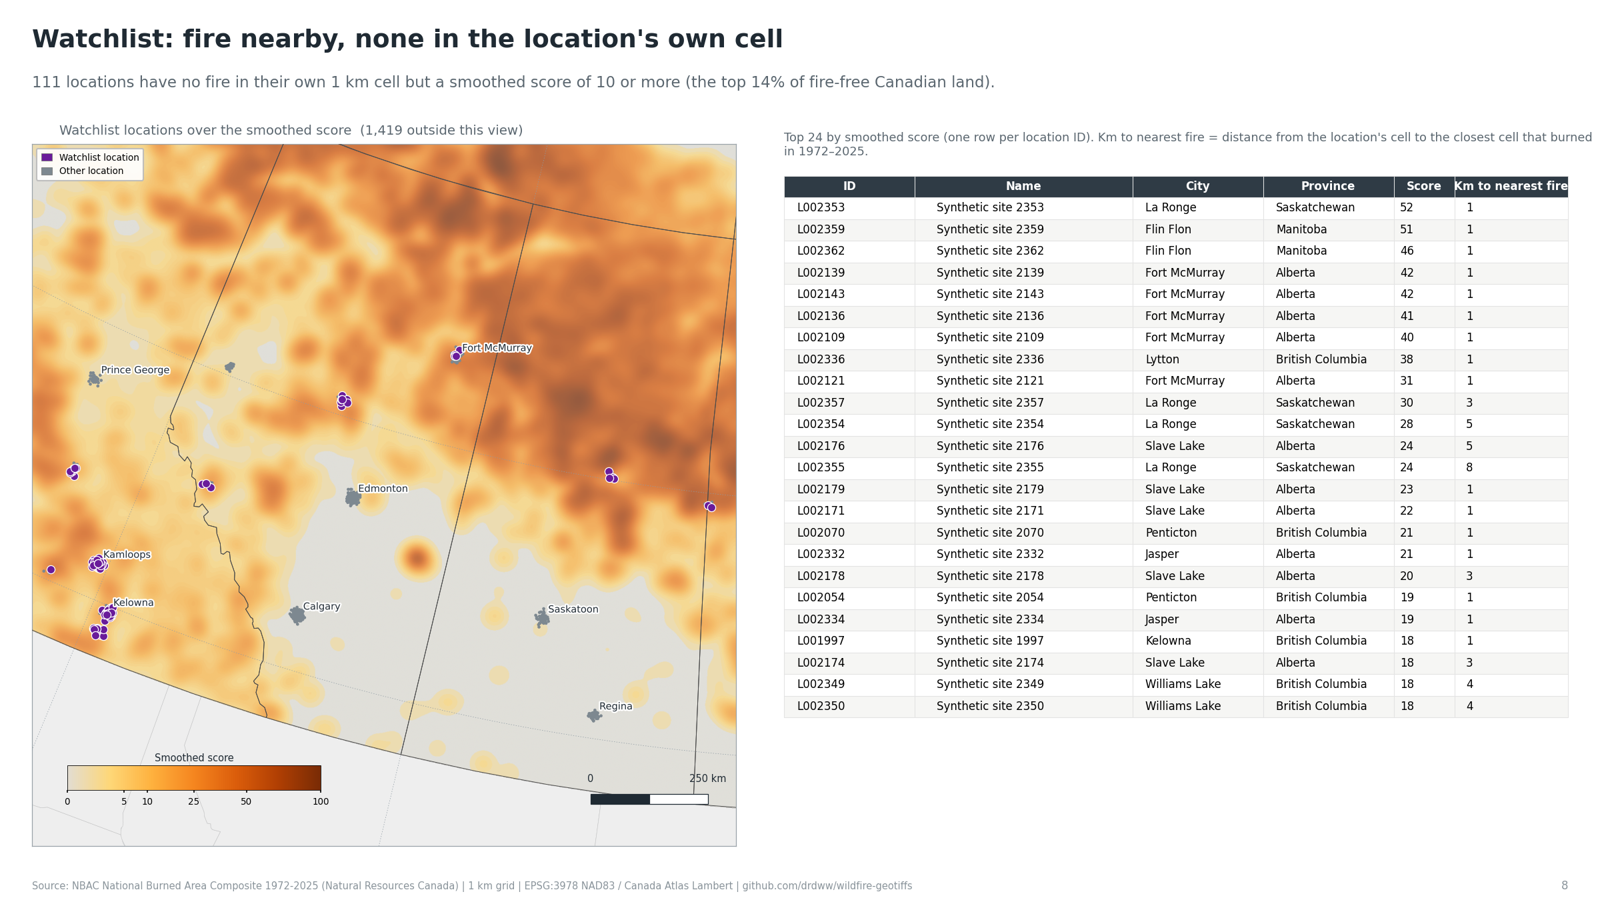 Watchlist: fire nearby, none in the location's own cell
111 locations have no fire in their own 1 km cell but a smoothed score of 10 or more (the top 14% of fire-free Canadian land).
Watchlist locations over the smoothed score (1,419 outside this view)
Watchlist location
Other location
Fort McMurray
Prince George
Edmonton
Kamloops
Kelowna
Calgary
Saskatoon
Regina
Smoothed score
0 5 10 25 50 100
0 250 km
Top 24 by smoothed score (one row per location ID). Km to nearest fire = distance from the location's cell to the closest cell that burned
in 1972–2025.
ID Name City Province Score Km to nearest fire
L002353 Synthetic site 2353 La Ronge Saskatchewan 52 1
L002359 Synthetic site 2359 Flin Flon Manitoba 51 1
L002362 Synthetic site 2362 Flin Flon Manitoba 46 1
L002139 Synthetic site 2139 Fort McMurray Alberta 42 1
L002143 Synthetic site 2143 Fort McMurray Alberta 42 1
L002136 Synthetic site 2136 Fort McMurray Alberta 41 1
L002109 Synthetic site 2109 Fort McMurray Alberta 40 1
L002336 Synthetic site 2336 Lytton British Columbia 38 1
L002121 Synthetic site 2121 Fort McMurray Alberta 31 1
L002357 Synthetic site 2357 La Ronge Saskatchewan 30 3
L002354 Synthetic site 2354 La Ronge Saskatchewan 28 5
L002176 Synthetic site 2176 Slave Lake Alberta 24 5
L002355 Synthetic site 2355 La Ronge Saskatchewan 24 8
L002179 Synthetic site 2179 Slave Lake Alberta 23 1
L002171 Synthetic site 2171 Slave Lake Alberta 22 1
L002070 Synthetic site 2070 Penticton British Columbia 21 1
L002332 Synthetic site 2332 Jasper Alberta 21 1
L002178 Synthetic site 2178 Slave Lake Alberta 20 3
L002054 Synthetic site 2054 Penticton British Columbia 19 1
L002334 Synthetic site 2334 Jasper Alberta 19 1
L001997 Synthetic site 1997 Kelowna British Columbia 18 1
L002174 Synthetic site 2174 Slave Lake Alberta 18 3
L002349 Synthetic site 2349 Williams Lake British Columbia 18 4
L002350 Synthetic site 2350 Williams Lake British Columbia 18 4
Source: NBAC National Burned Area Composite 1972-2025 (Natural Resources Canada) | 1 km grid | EPSG:3978 NAD83 / Canada Atlas Lambert | github.com/drdww/wildfire-geotiffs
8